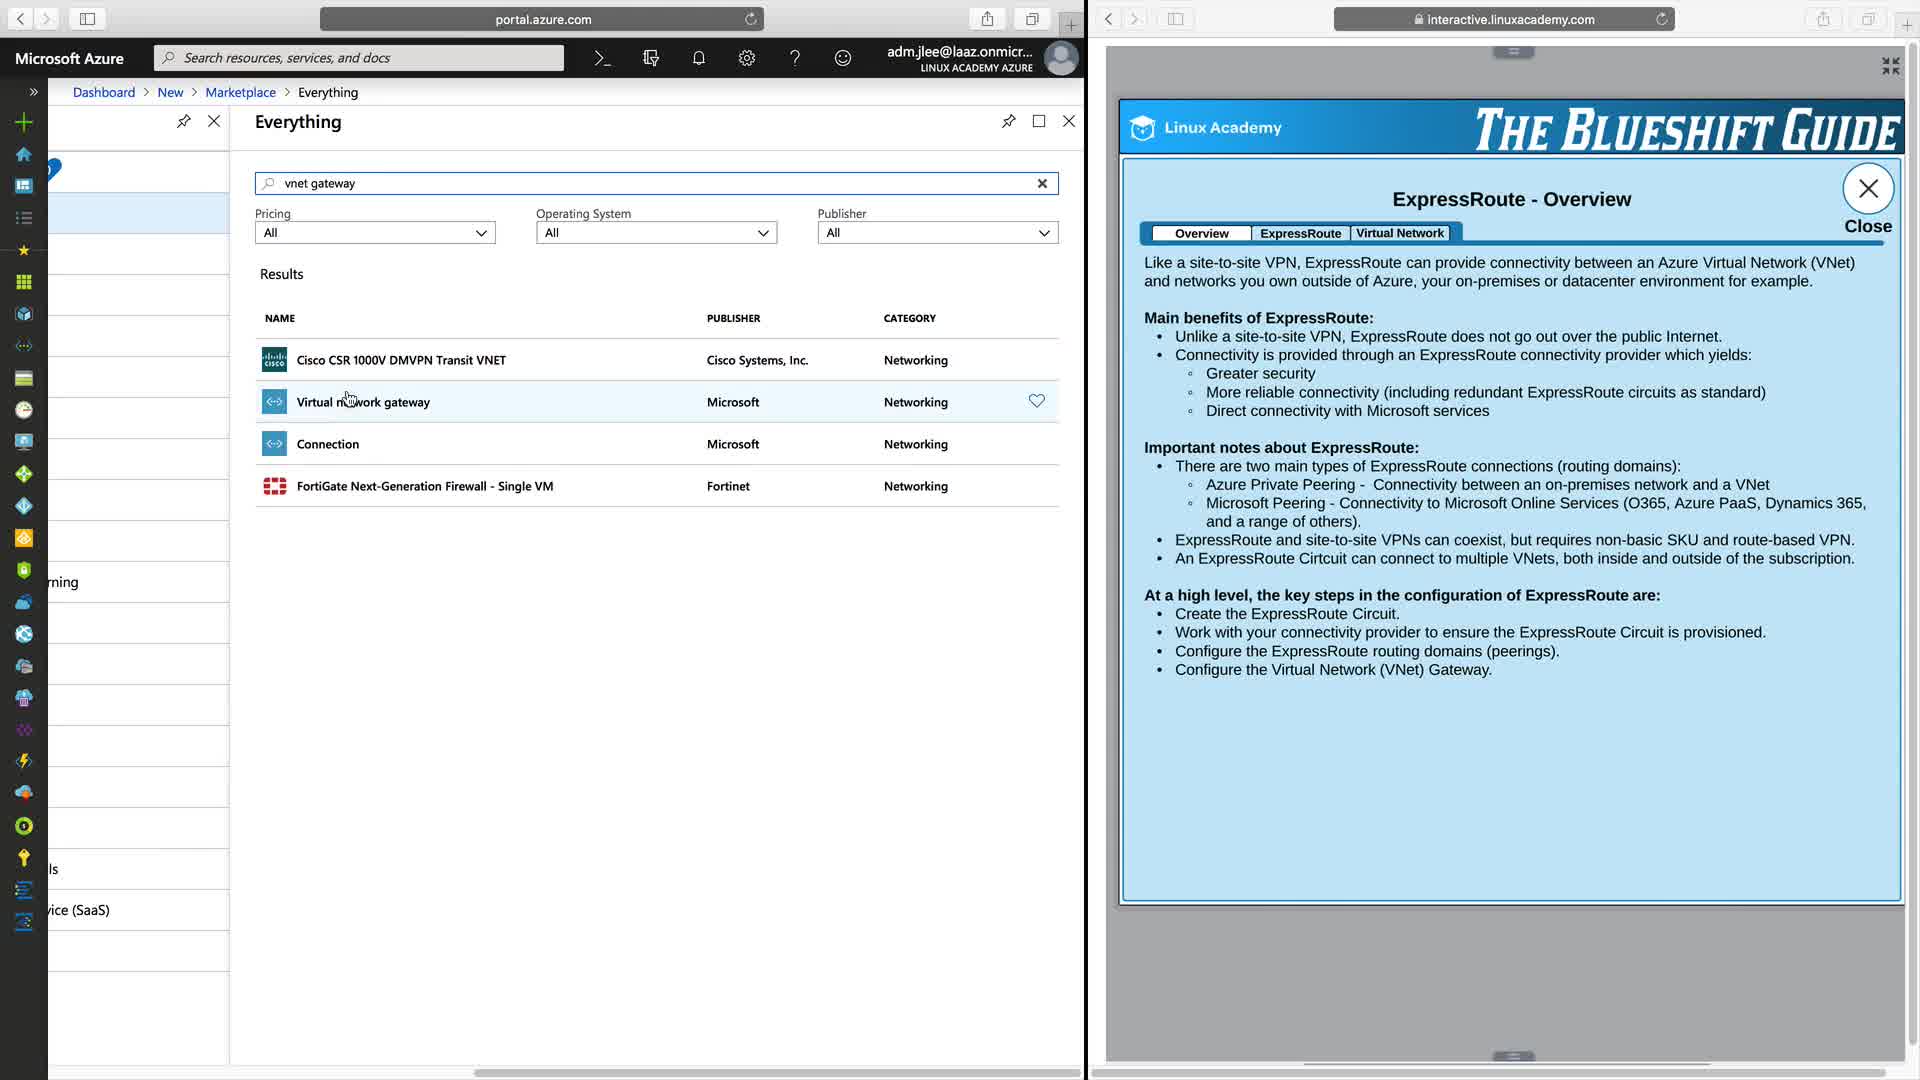 portal.azure.com
Microsoft Azure
Search resources, services, and docs
adm.jlee@laaz.onmicr...
LINUX ACADEMY AZURE
Dashboard > New > Marketplace > Everything
Everything
vnet gateway
Pricing
All
Operating System
All
Publisher
All
Results
NAME PUBLISHER CATEGORY
Cisco CSR 1000V DMVPN Transit VNET Cisco Systems, Inc. Networking
Virtual network gateway Microsoft Networking
Connection Microsoft Networking
FortiGate Next-Generation Firewall - Single VM Fortinet Networking
rning
ls
vice (SaaS)
interactive.linuxacademy.com
Linux Academy
THE BLUESHIFT GUIDE
ExpressRoute - Overview
Close
Overview ExpressRoute Virtual Network
Like a site-to-site VPN, ExpressRoute can provide connectivity between an Azure Virtual Network (VNet)
and networks you own outside of Azure, your on-premises or datacenter environment for example.
Main benefits of ExpressRoute:
• Unlike a site-to-site VPN, ExpressRoute does not go out over the public Internet.
• Connectivity is provided through an ExpressRoute connectivity provider which yields:
◦ Greater security
◦ More reliable connectivity (including redundant ExpressRoute circuits as standard)
◦ Direct connectivity with Microsoft services
Important notes about ExpressRoute:
• There are two main types of ExpressRoute connections (routing domains):
◦ Azure Private Peering - Connectivity between an on-premises network and a VNet
◦ Microsoft Peering - Connectivity to Microsoft Online Services (O365, Azure PaaS, Dynamics 365,
and a range of others).
• ExpressRoute and site-to-site VPNs can coexist, but requires non-basic SKU and route-based VPN.
• An ExpressRoute Cirtcuit can connect to multiple VNets, both inside and outside of the subscription.
At a high level, the key steps in the configuration of ExpressRoute are:
• Create the ExpressRoute Circuit.
• Work with your connectivity provider to ensure the ExpressRoute Circuit is provisioned.
• Configure the ExpressRoute routing domains (peerings).
• Configure the Virtual Network (VNet) Gateway.